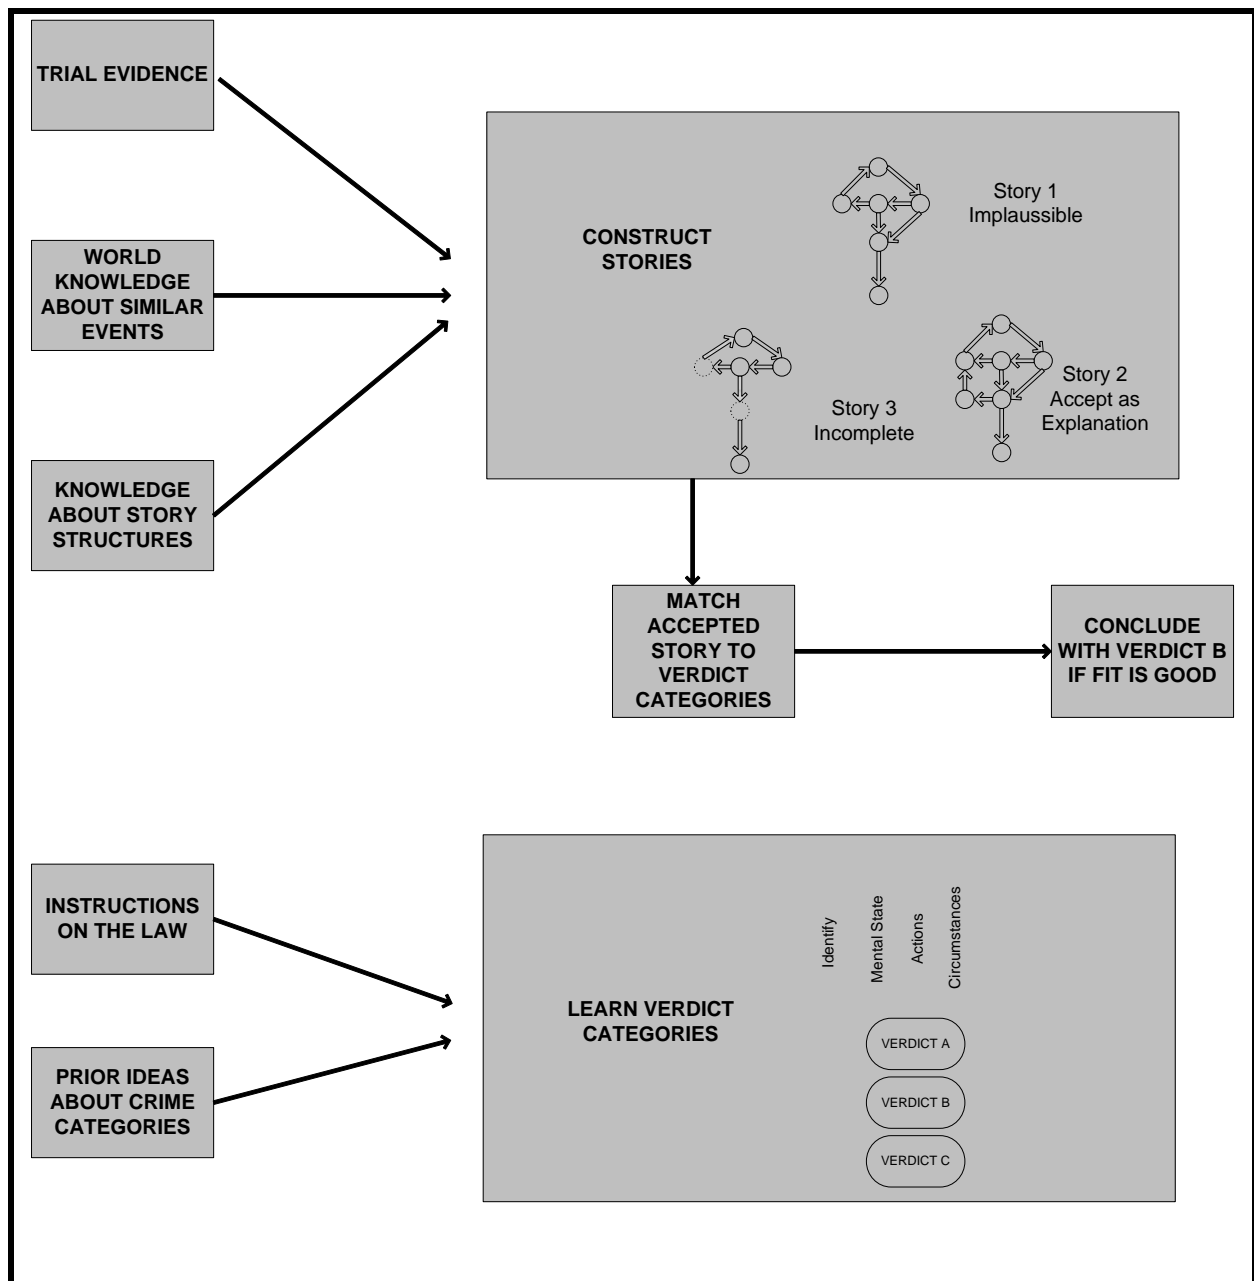 TRIAL EVIDENCE
WORLD
KNOWLEDGE
ABOUT SIMILAR
EVENTS
KNOWLEDGE
ABOUT STORY
STRUCTURES
CONSTRUCT
STORIES
Story 1
Implaussible
Story 2
Accept as
Explanation
Story 3
Incomplete
MATCH
ACCEPTED
STORY TO
VERDICT
CATEGORIES
CONCLUDE
WITH VERDICT B
IF FIT IS GOOD
INSTRUCTIONS
ON THE LAW
PRIOR IDEAS
ABOUT CRIME
CATEGORIES
LEARN VERDICT
CATEGORIES
Identify
Mental State
Actions
Circumstances
VERDICT A
VERDICT B
VERDICT C